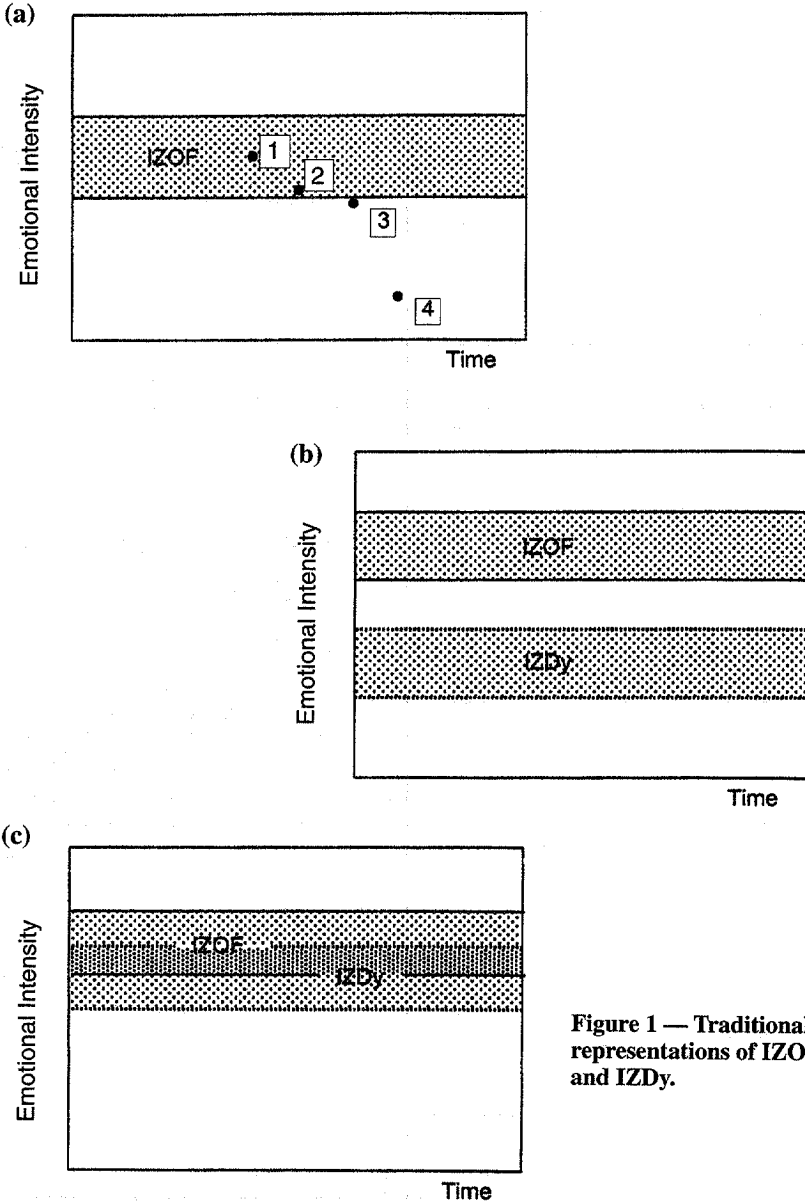 (a)
Emotional Intensity
IZOF
1
2
3
4
Time
(b)
Emotional Intensity
IZOF
IZDy
Time
(c)
Emotional Intensity
IZOF
IZDy
Time
Figure 1 — Traditional
representations of IZO
and IZDy.